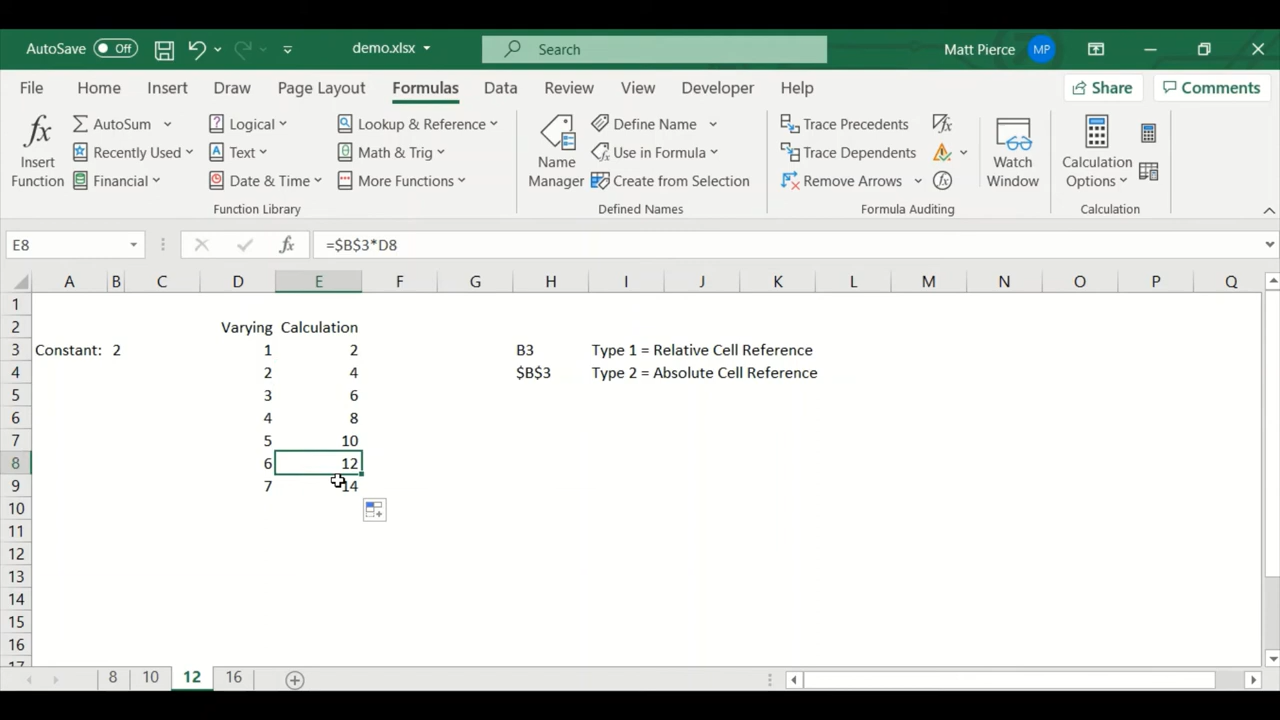 AutoSave Off demo.xlsx Search Matt Pierce MP
File Home Insert Draw Page Layout Formulas Data Review View Developer Help Share Comments
fx Insert Function
AutoSum
Recently Used
Financial
Logical
Text
Date & Time
Lookup & Reference
Math & Trig
More Functions
Function Library
Name Manager
Define Name
Use in Formula
Create from Selection
Defined Names
Trace Precedents
Trace Dependents
Remove Arrows
Watch Window
Formula Auditing
Calculation Options
Calculation
E8 fx =$B$3*D8
A B C D E F G H I J K L M N O P Q
1
2 Varying Calculation
3 Constant: 2 1 2 B3 Type 1 = Relative Cell Reference
4 2 4 $B$3 Type 2 = Absolute Cell Reference
5 3 6
6 4 8
7 5 10
8 6 12
9 7 14
10
11
12
13
14
15
16
17
8 10 12 16